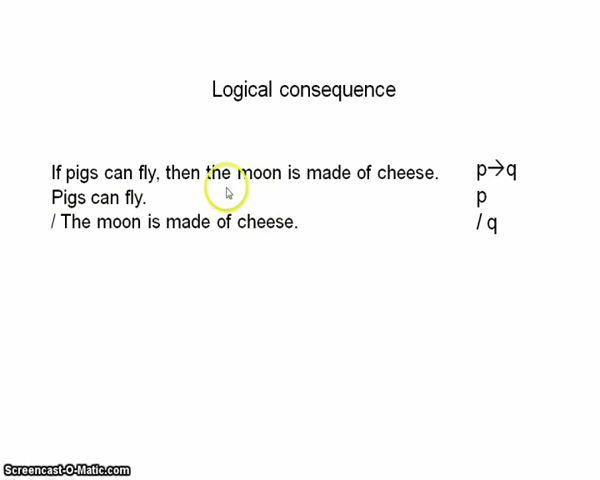 Logical consequence
If pigs can fly, then the moon is made of cheese. p→q
Pigs can fly. p
/ The moon is made of cheese. / q
Screencast-O-Matic.com